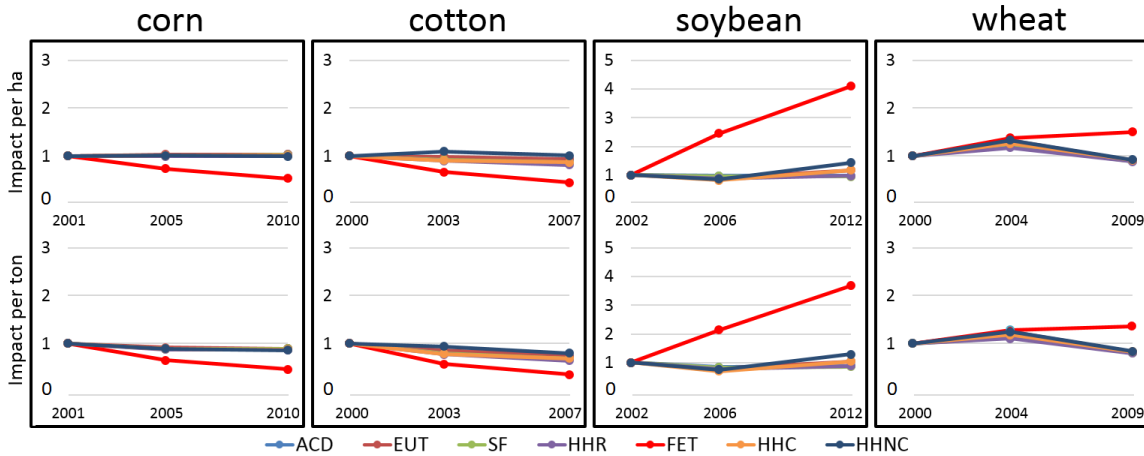 corn cotton soybean wheat
Impact per ha
3 3 5 3
4
2 2 3 2
2
1 1 1 1
0 0 0 0
2001 2005 2010 2000 2003 2007 2002 2006 2012 2000 2004 2009
Impact per ton
3 3 5 3
4
2 2 3 2
2
1 1 1 1
0 0 0 0
2001 2005 2010 2000 2003 2007 2002 2006 2012 2000 2004 2009
ACD EUT SF HHR FET HHC HHNC